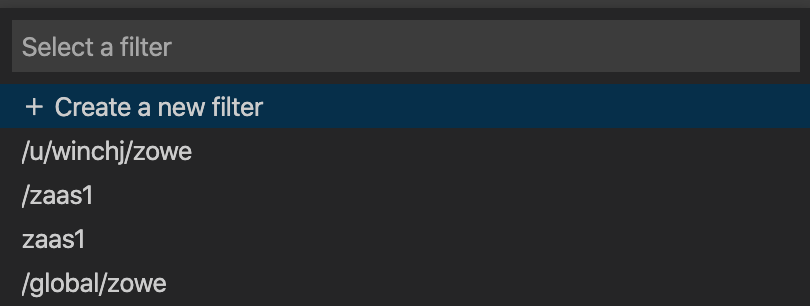 Select a filter
+ Create a new filter
/u/winchj/zowe
/zaas1
zaas1
/global/zowe